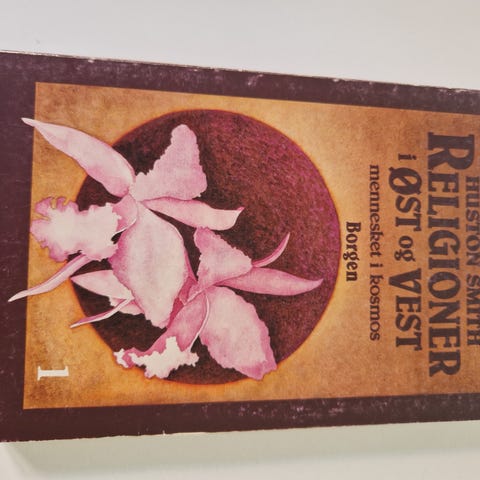 HUSTON SMITH
RELIGIONER
i ØST og VEST
mennesket i kosmos
Borgen
1